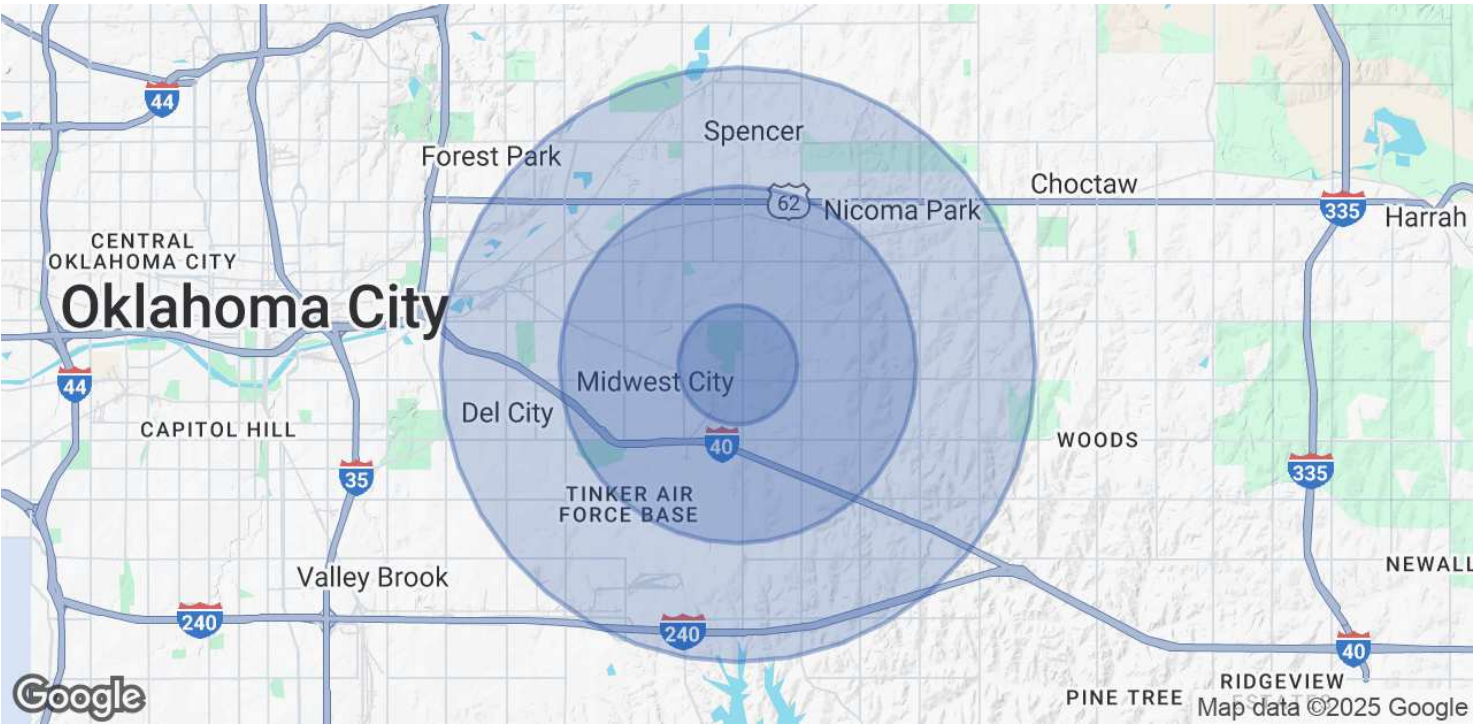 44
Spencer
Forest Park
Choctaw
62
Nicoma Park
335
Harrah
CENTRAL
OKLAHOMA CITY
Oklahoma City
44
Midwest City
Del City
CAPITOL HILL
40
WOODS
35
335
TINKER AIR
FORCE BASE
NEWALL
Valley Brook
240
240
40
RIDGEVIEW
ESTATES
PINE TREE
Google
Map data ©2025 Google